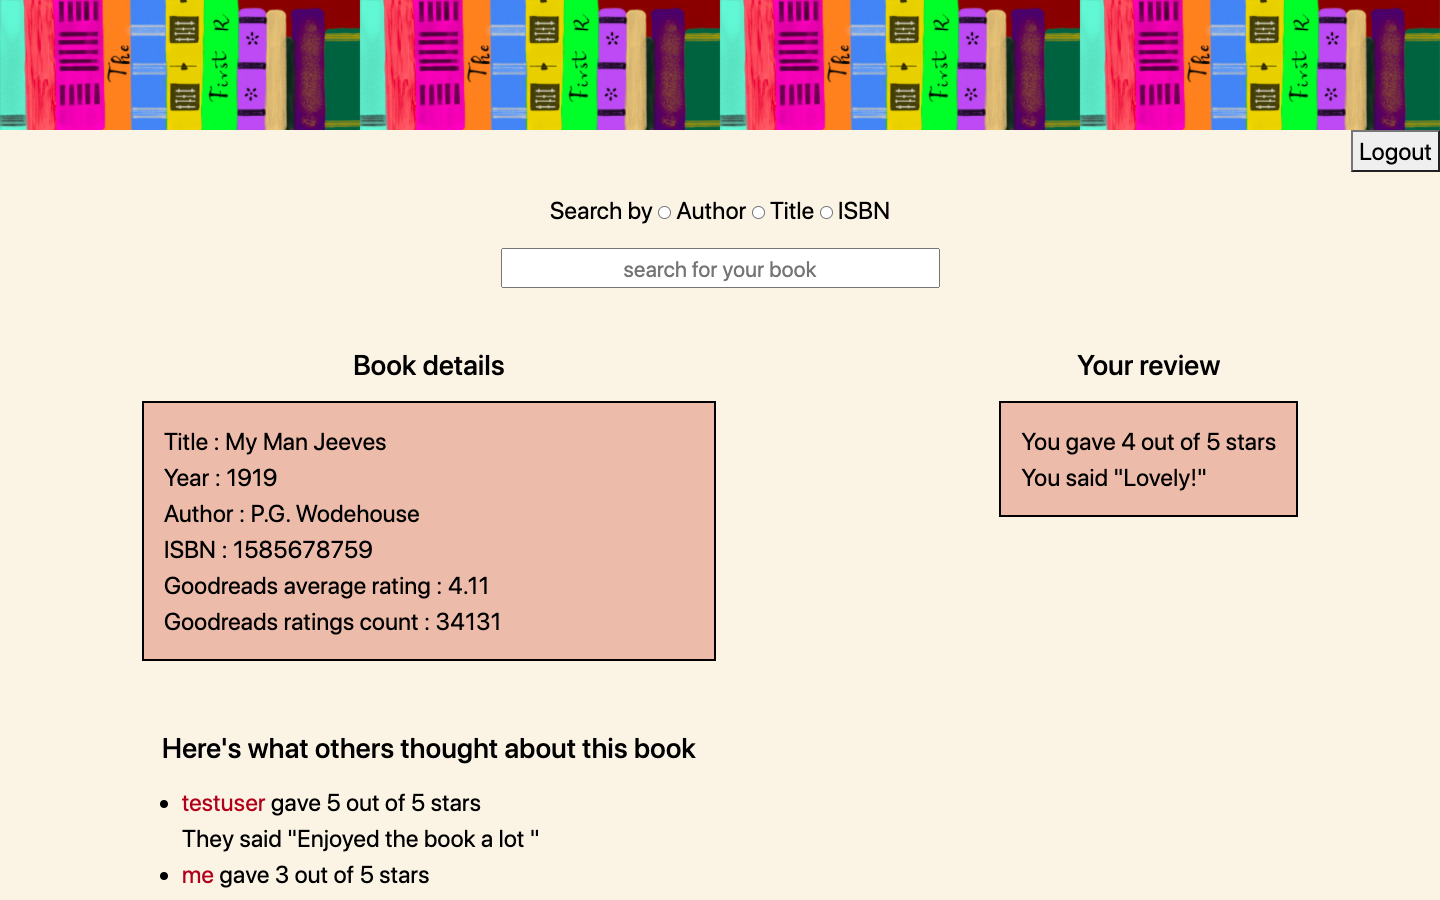 The First R The First R The First R The First R
Logout
Search by Author Title ISBN
search for your book
Book details
Title : My Man Jeeves
Year : 1919
Author : P.G. Wodehouse
ISBN : 1585678759
Goodreads average rating : 4.11
Goodreads ratings count : 34131
Your review
You gave 4 out of 5 stars
You said "Lovely!"
Here's what others thought about this book
testuser gave 5 out of 5 stars
They said "Enjoyed the book a lot "
me gave 3 out of 5 stars